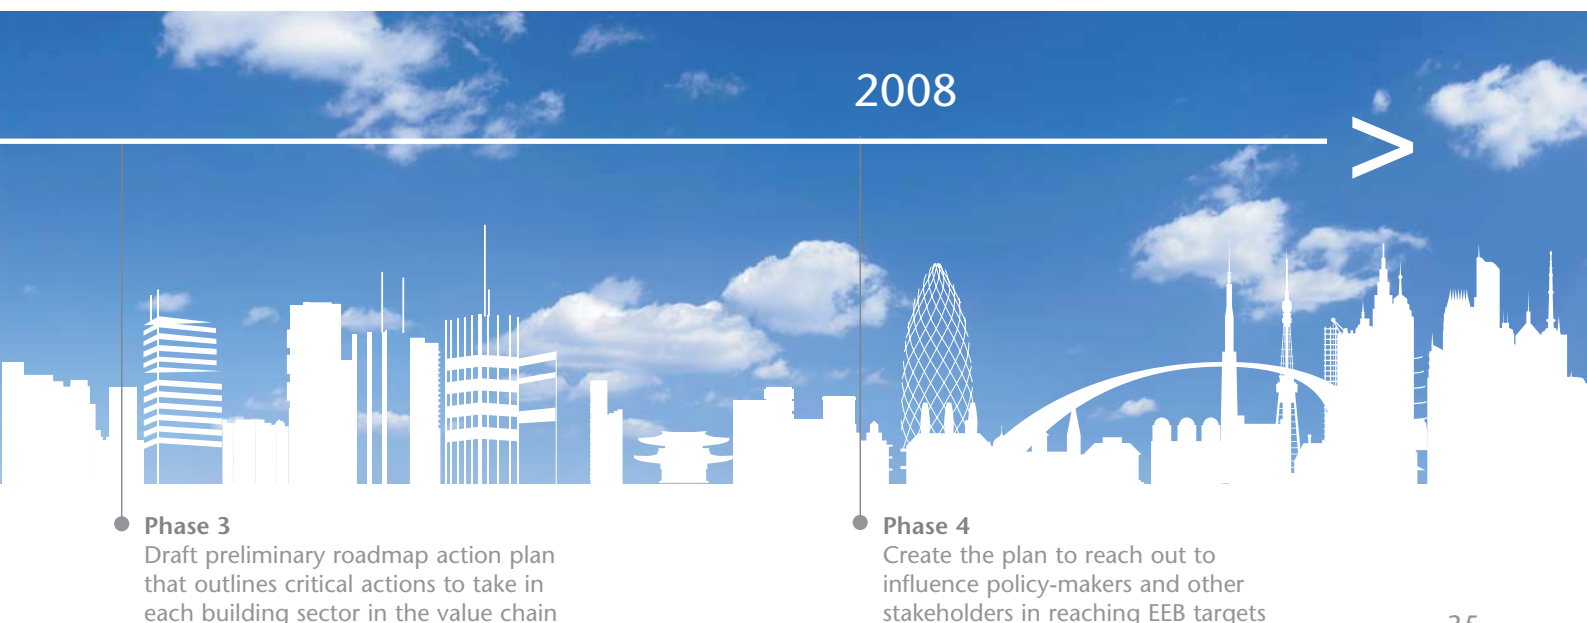 2008
>
Phase 3
Draft preliminary roadmap action plan
that outlines critical actions to take in
each building sector in the value chain
Phase 4
Create the plan to reach out to
influence policy-makers and other
stakeholders in reaching EEB targets